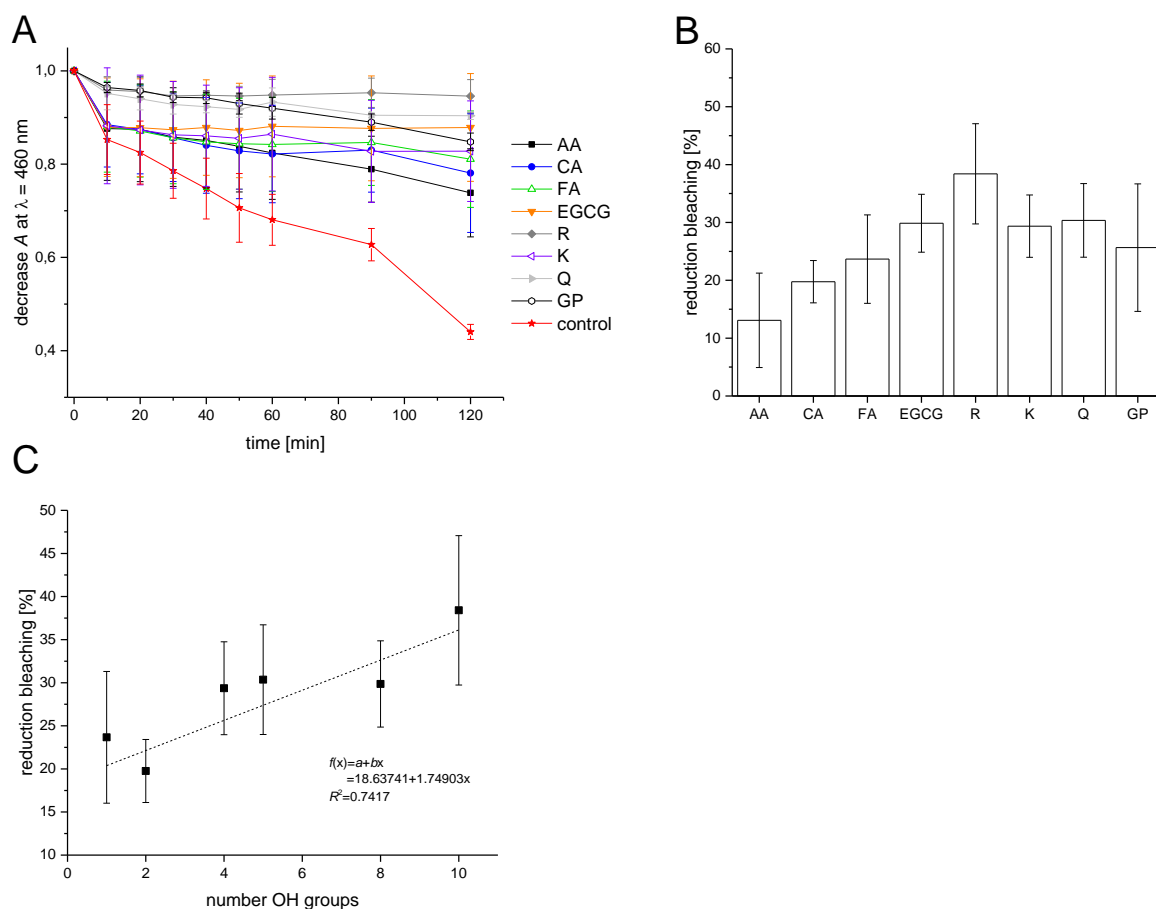 A
decrease A at λ = 460 nm
1,0
0,8
0,6
0,4
0
20
40
60
80
100
120
time [min]
AA
CA
FA
EGCG
R
K
Q
GP
control
B
reduction bleaching [%]
60
50
40
30
20
10
0
AA
CA
FA
EGCG
R
K
Q
GP
C
reduction bleaching [%]
50
45
40
35
30
25
20
15
10
0
2
4
6
8
10
number OH groups
f(x)=a+bx
=18.63741+1.74903x
R²=0.7417